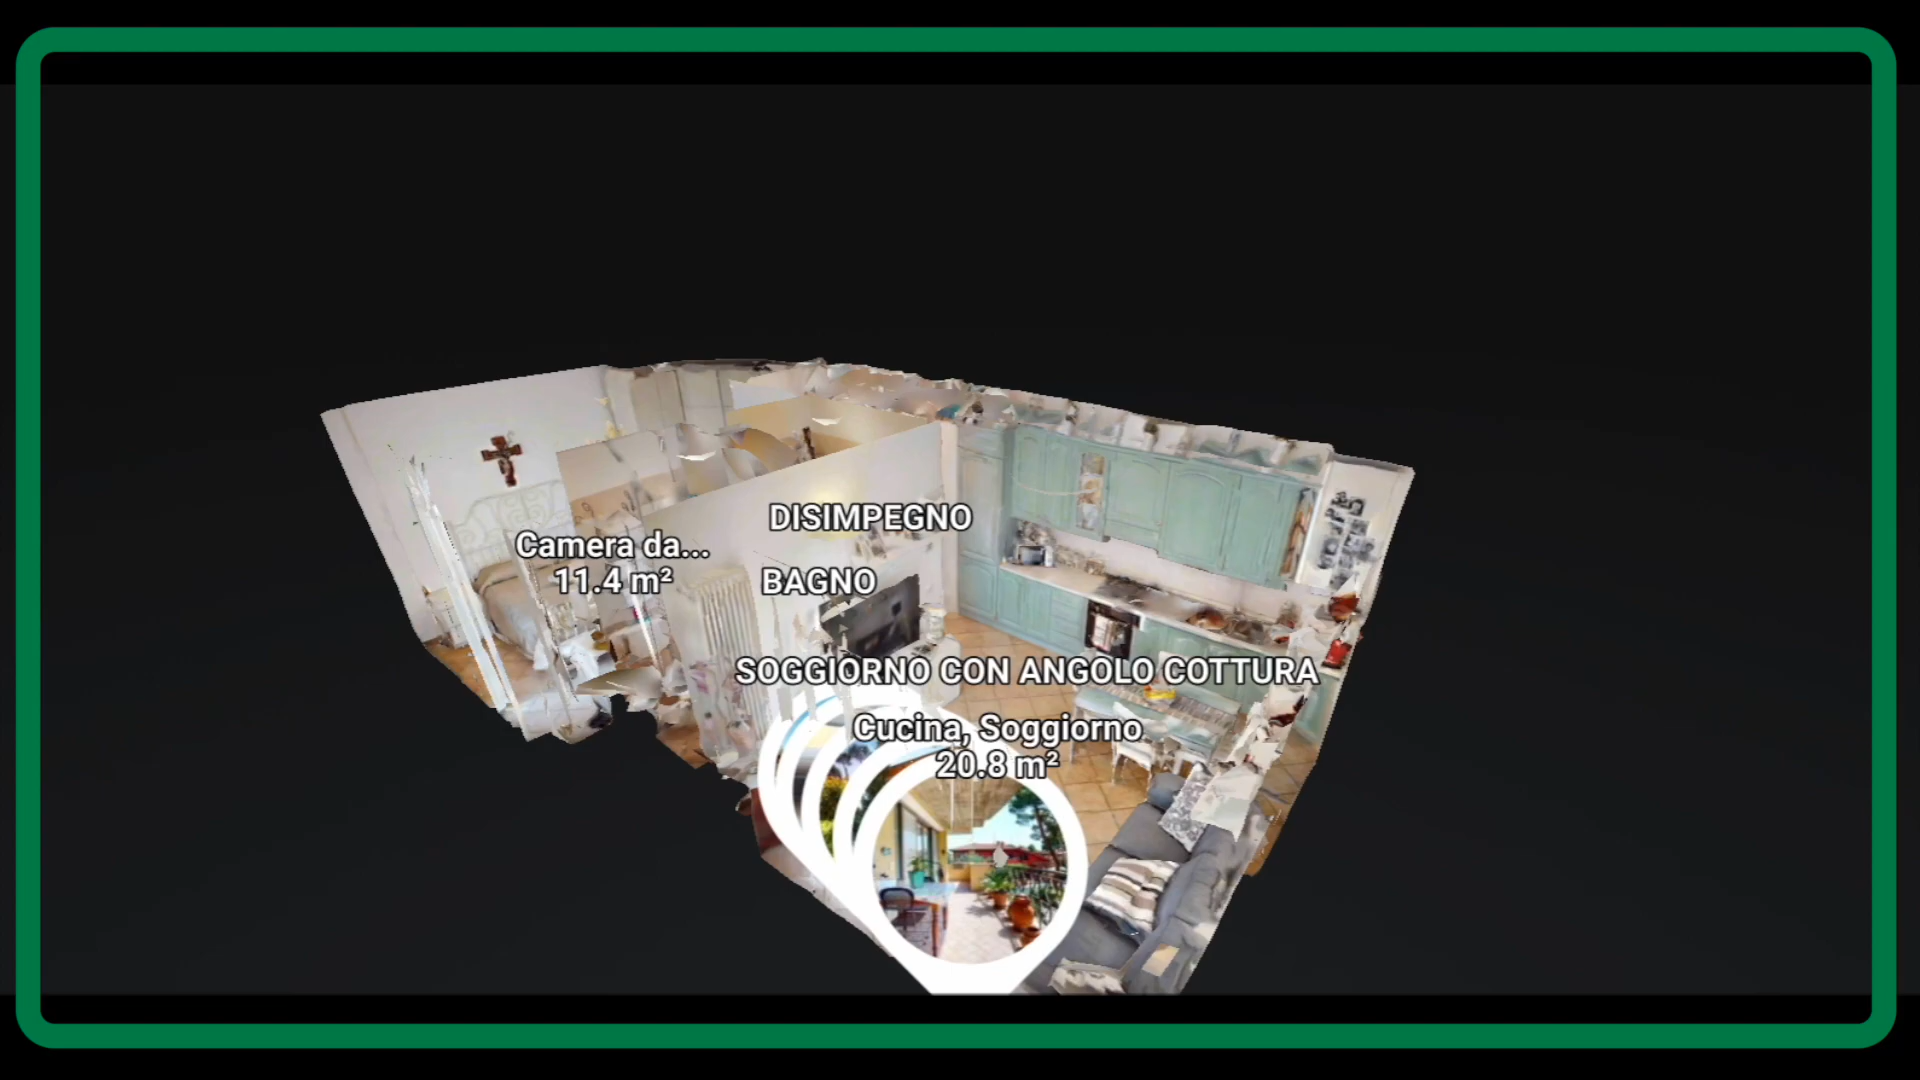 DISIMPEGNO
Camera da...
11.4 m²
BAGNO
SOGGIORNO CON ANGOLO COTTURA
Cucina, Soggiorno
20.8 m²